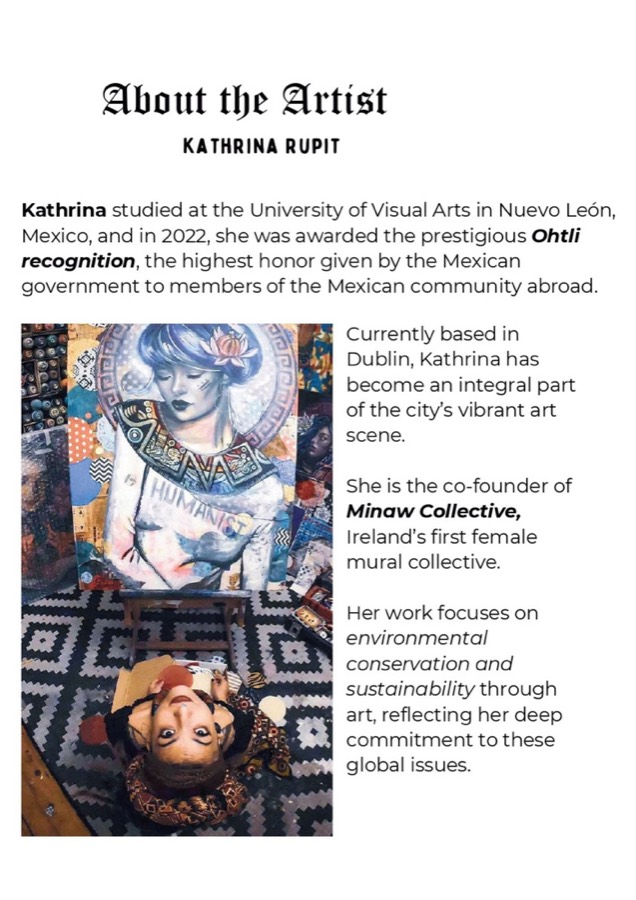 About the Artist
KATHRINA RUPIT
Kathrina studied at the University of Visual Arts in Nuevo León,
Mexico, and in 2022, she was awarded the prestigious Ohtli
recognition, the highest honor given by the Mexican
government to members of the Mexican community abroad.
HUMANIST
Currently based in
Dublin, Kathrina has
become an integral part
of the city's vibrant art
scene.
She is the co-founder of
Minaw Collective,
Ireland's first female
mural collective.
Her work focuses on
environmental
conservation and
sustainability through
art, reflecting her deep
commitment to these
global issues.